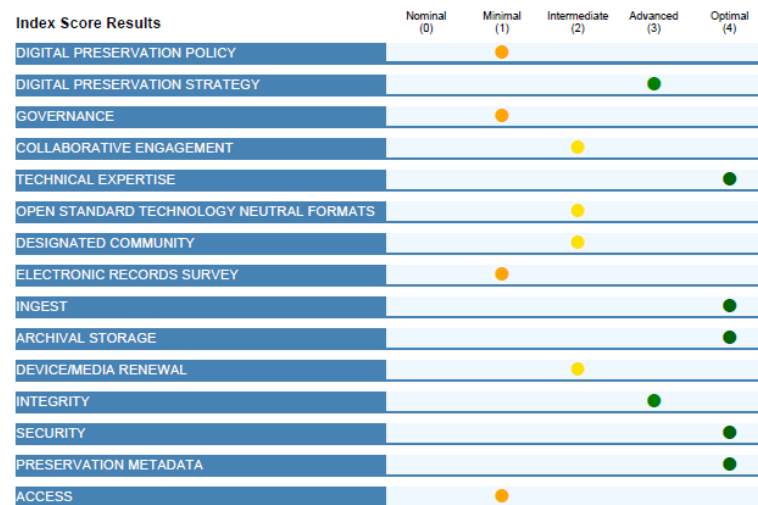 Index Score Results
Nominal Minimal Intermediate Advanced Optimal
(0) (1) (2) (3) (4)
DIGITAL PRESERVATION POLICY
DIGITAL PRESERVATION STRATEGY
GOVERNANCE
COLLABORATIVE ENGAGEMENT
TECHNICAL EXPERTISE
OPEN STANDARD TECHNOLOGY NEUTRAL FORMATS
DESIGNATED COMMUNITY
ELECTRONIC RECORDS SURVEY
INGEST
ARCHIVAL STORAGE
DEVICE/MEDIA RENEWAL
INTEGRITY
SECURITY
PRESERVATION METADATA
ACCESS